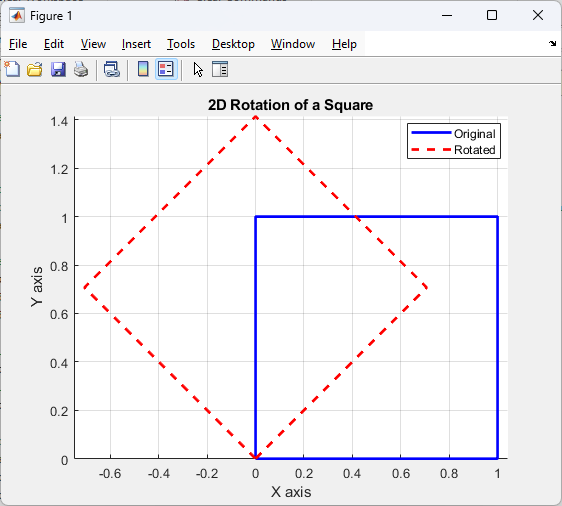 Figure 1
File Edit View Insert Tools Desktop Window Help
2D Rotation of a Square
Original
Rotated
1.4
1.2
1
0.8
0.6
0.4
0.2
0
Y axis
-0.6 -0.4 -0.2 0 0.2 0.4 0.6 0.8 1
X axis